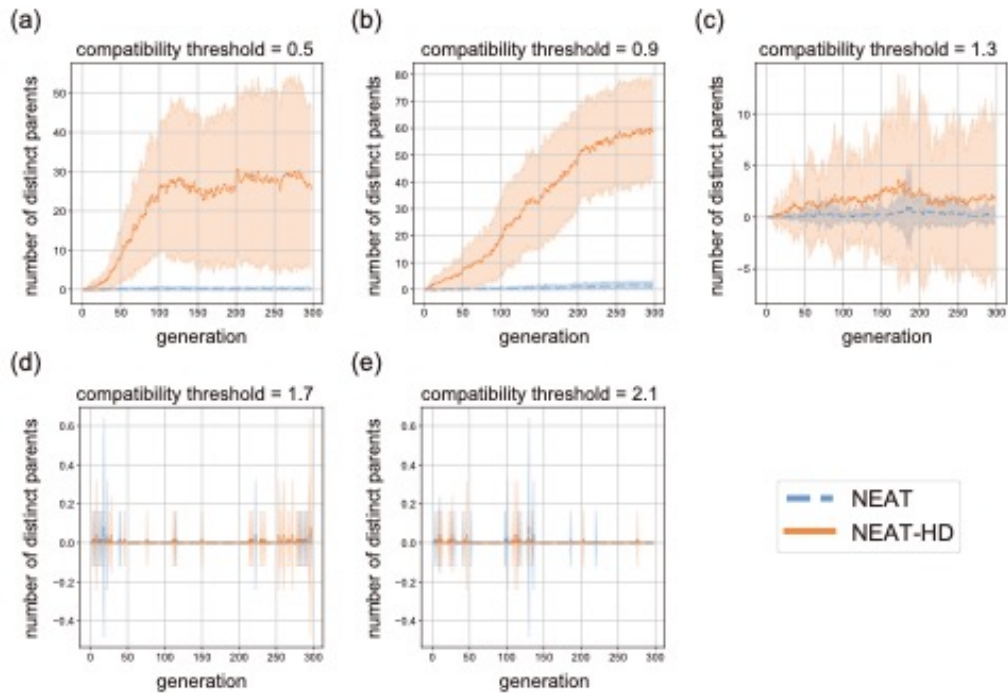 (a)
compatibility threshold = 0.5
number of distinct parents
50
40
30
20
10
0
0 50 100 150 200 250 300
generation
(b)
compatibility threshold = 0.9
number of distinct parents
80
70
60
50
40
30
20
10
0
0 50 100 150 200 250 300
generation
(c)
compatibility threshold = 1.3
number of distinct parents
10
5
0
−5
0 50 100 150 200 250 300
generation
(d)
compatibility threshold = 1.7
number of distinct parents
0.6
0.4
0.2
0.0
−0.2
−0.4
0 50 100 150 200 250 300
generation
(e)
compatibility threshold = 2.1
number of distinct parents
0.6
0.4
0.2
0.0
−0.2
−0.4
0 50 100 150 200 250 300
generation
NEAT
NEAT-HD